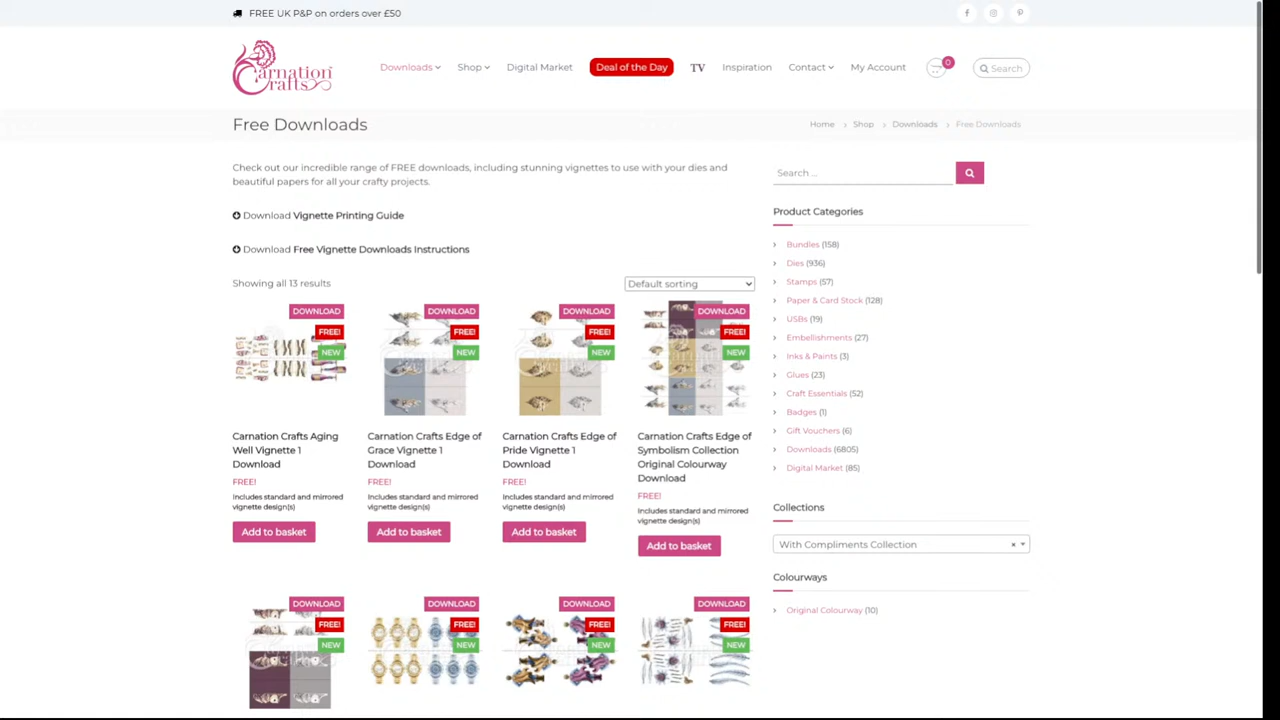 FREE UK P&P on orders over £50
Carnation Crafts
Downloads
Shop
Digital Market
Deal of the Day
TV
Inspiration
Contact
My Account
0
Search
Free Downloads
Home > Shop > Downloads > Free Downloads
Check out our incredible range of FREE downloads, including stunning vignettes to use with your dies and
beautiful papers for all your crafty projects.
Download Vignette Printing Guide
Download Free Vignette Downloads Instructions
Showing all 13 results
Default sorting
DOWNLOAD
FREE!
NEW
Carnation Crafts Aging
Well Vignette 1
Download
FREE!
Includes standard and mirrored
vignette design(s)
Add to basket
DOWNLOAD
FREE!
NEW
Carnation Crafts Edge of
Grace Vignette 1
Download
FREE!
Includes standard and mirrored
vignette design(s)
Add to basket
DOWNLOAD
FREE!
NEW
Carnation Crafts Edge of
Pride Vignette 1
Download
FREE!
Includes standard and mirrored
vignette design(s)
Add to basket
DOWNLOAD
FREE!
NEW
Carnation Crafts Edge of
Symbolism Collection
Original Colourway
Download
FREE!
Includes standard and mirrored
vignette design(s)
Add to basket
DOWNLOAD
FREE!
NEW
DOWNLOAD
FREE!
NEW
DOWNLOAD
FREE!
NEW
DOWNLOAD
FREE!
NEW
Search ...
Product Categories
Bundles (158)
Dies (936)
Stamps (57)
Paper & Card Stock (128)
USBs (19)
Embellishments (27)
Inks & Paints (3)
Glues (23)
Craft Essentials (52)
Badges (1)
Gift Vouchers (6)
Downloads (6805)
Digital Market (85)
Collections
With Compliments Collection ×
Colourways
Original Colourway (10)